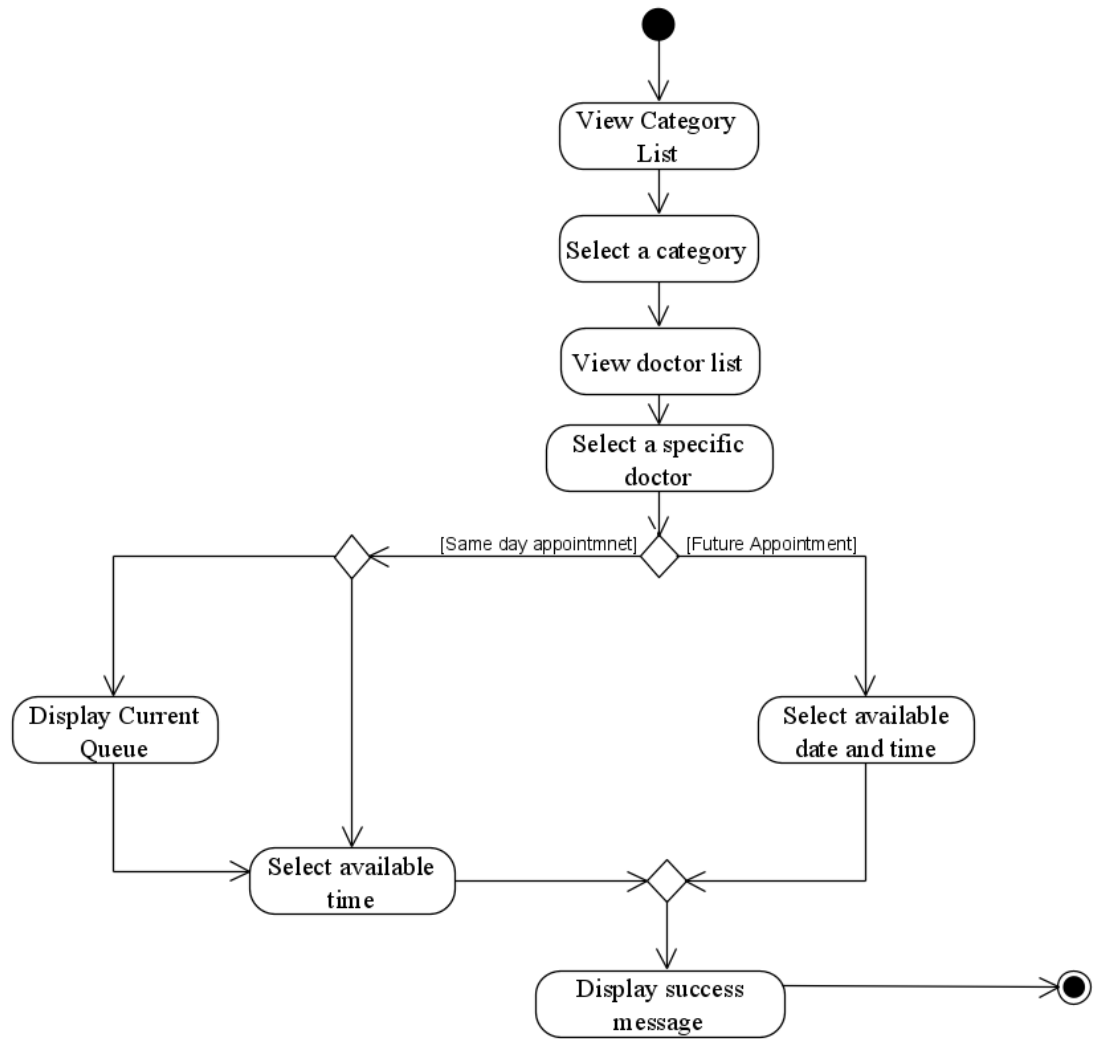 View Category
List
Select a category
View doctor list
Select a specific
doctor
[Same day appointmnet]
[Future Appointment]
Display Current
Queue
Select available
date and time
Select available
time
Display success
message